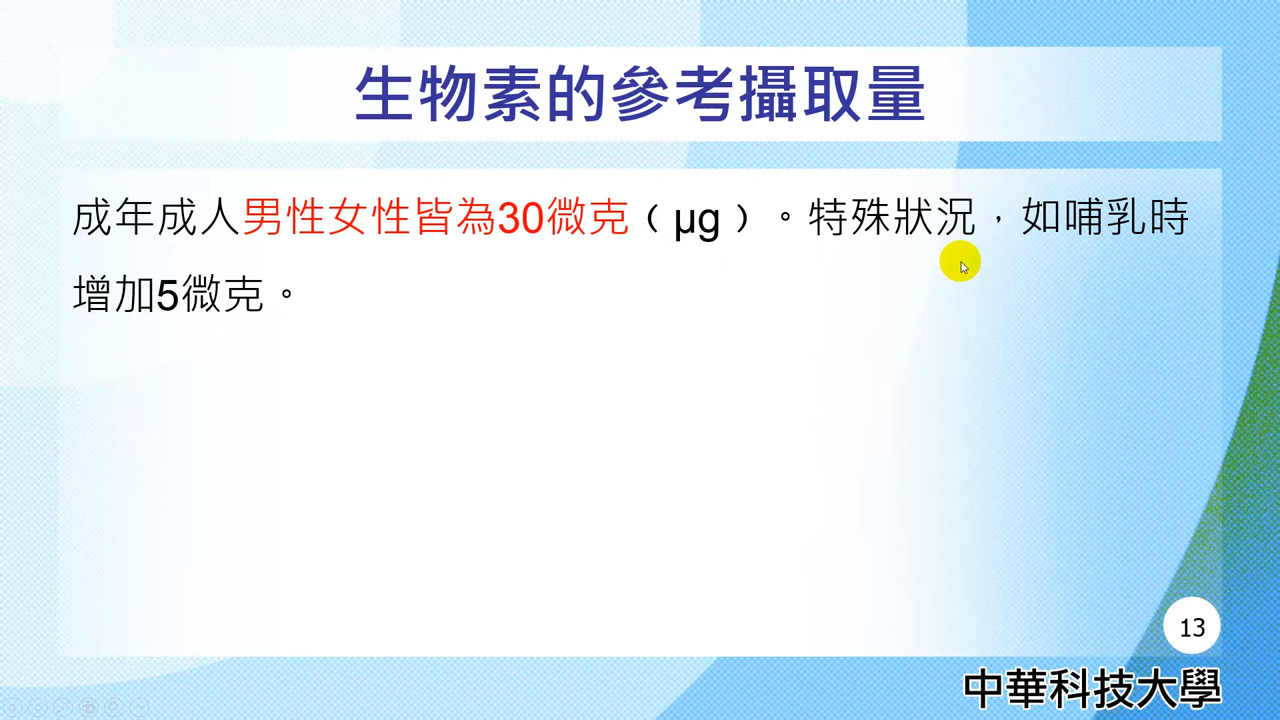 生物素的參考攝取量
成年成人男性女性皆為30微克（μg）。特殊狀況，如哺乳時
增加5微克。
13
中華科技大學